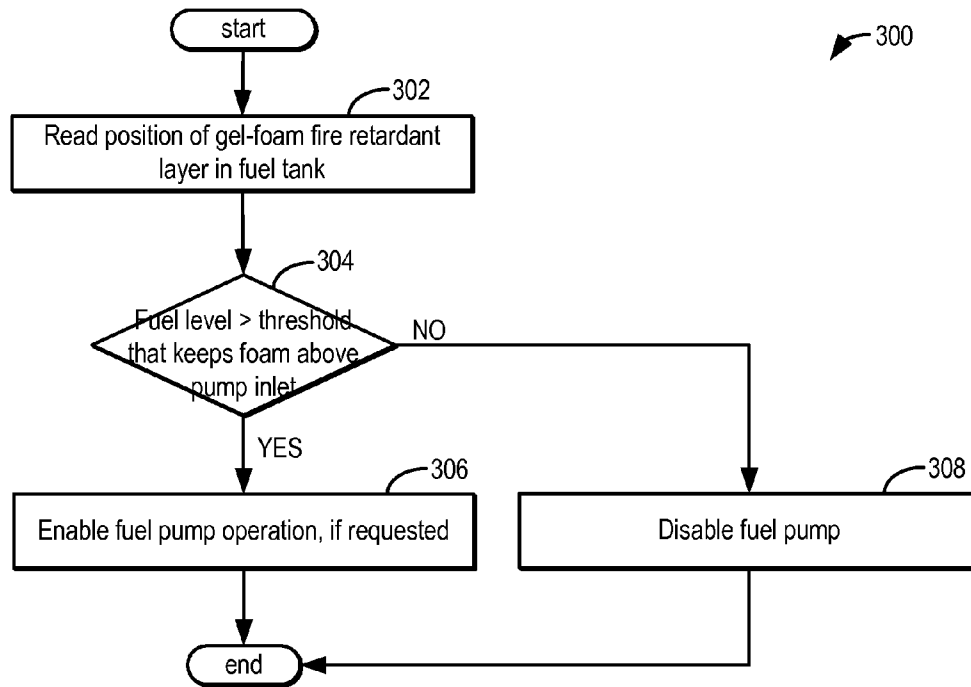 start
300
302
Read position of gel-foam fire retardant
layer in fuel tank
304
Fuel level > threshold
that keeps foam above
pump inlet
NO
YES
306
Enable fuel pump operation, if requested
308
Disable fuel pump
end